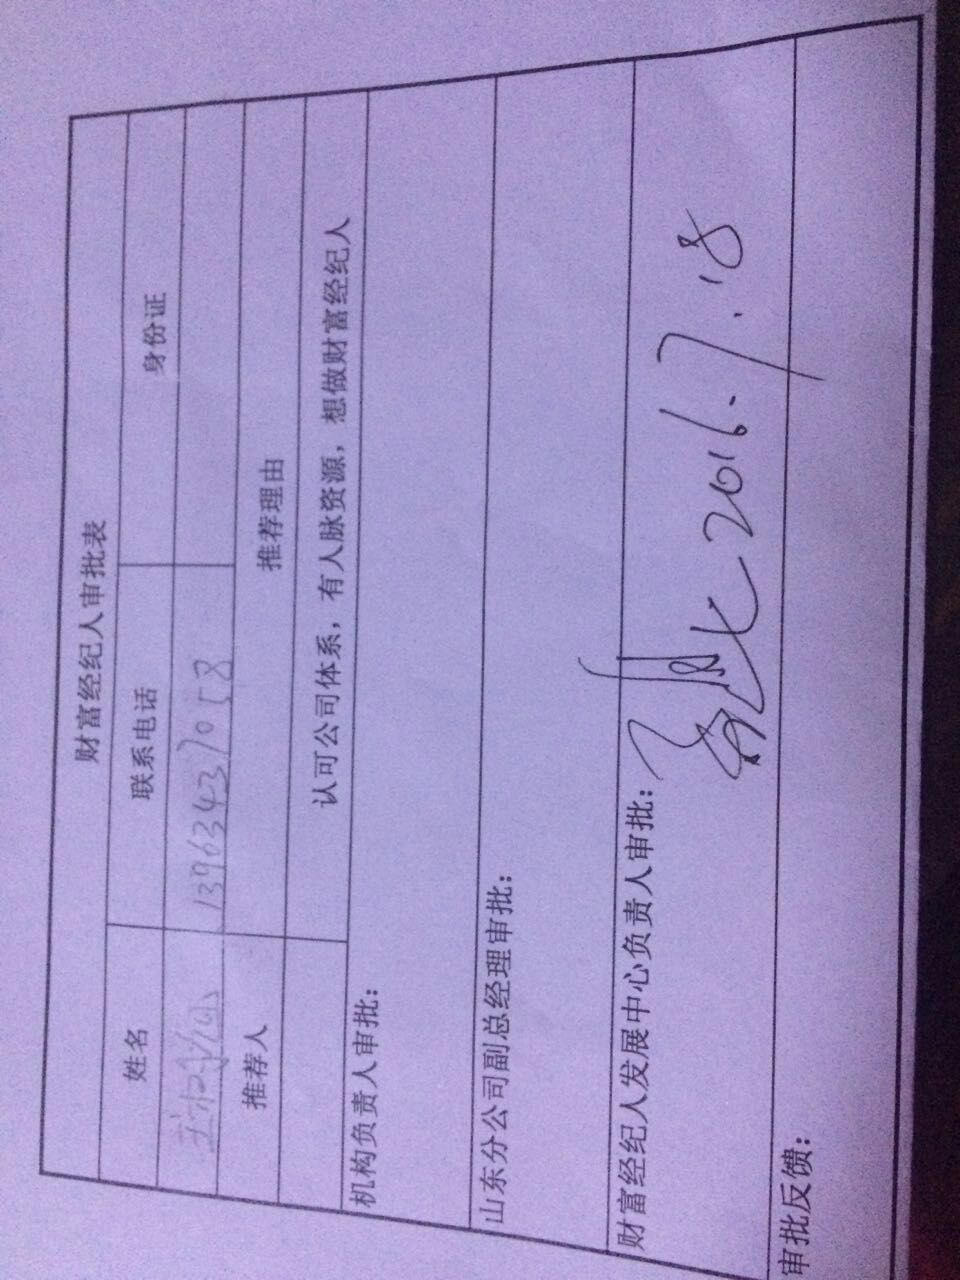 财富经纪人审批表
姓名 联系电话 身份证
13963437058
推荐人 推荐理由
认可公司体系，有人脉资源，想做财富经纪人
机构负责人审批：
山东分公司副总经理审批：
财富经纪人发展中心负责人审批：
2016.7.18
审批反馈：